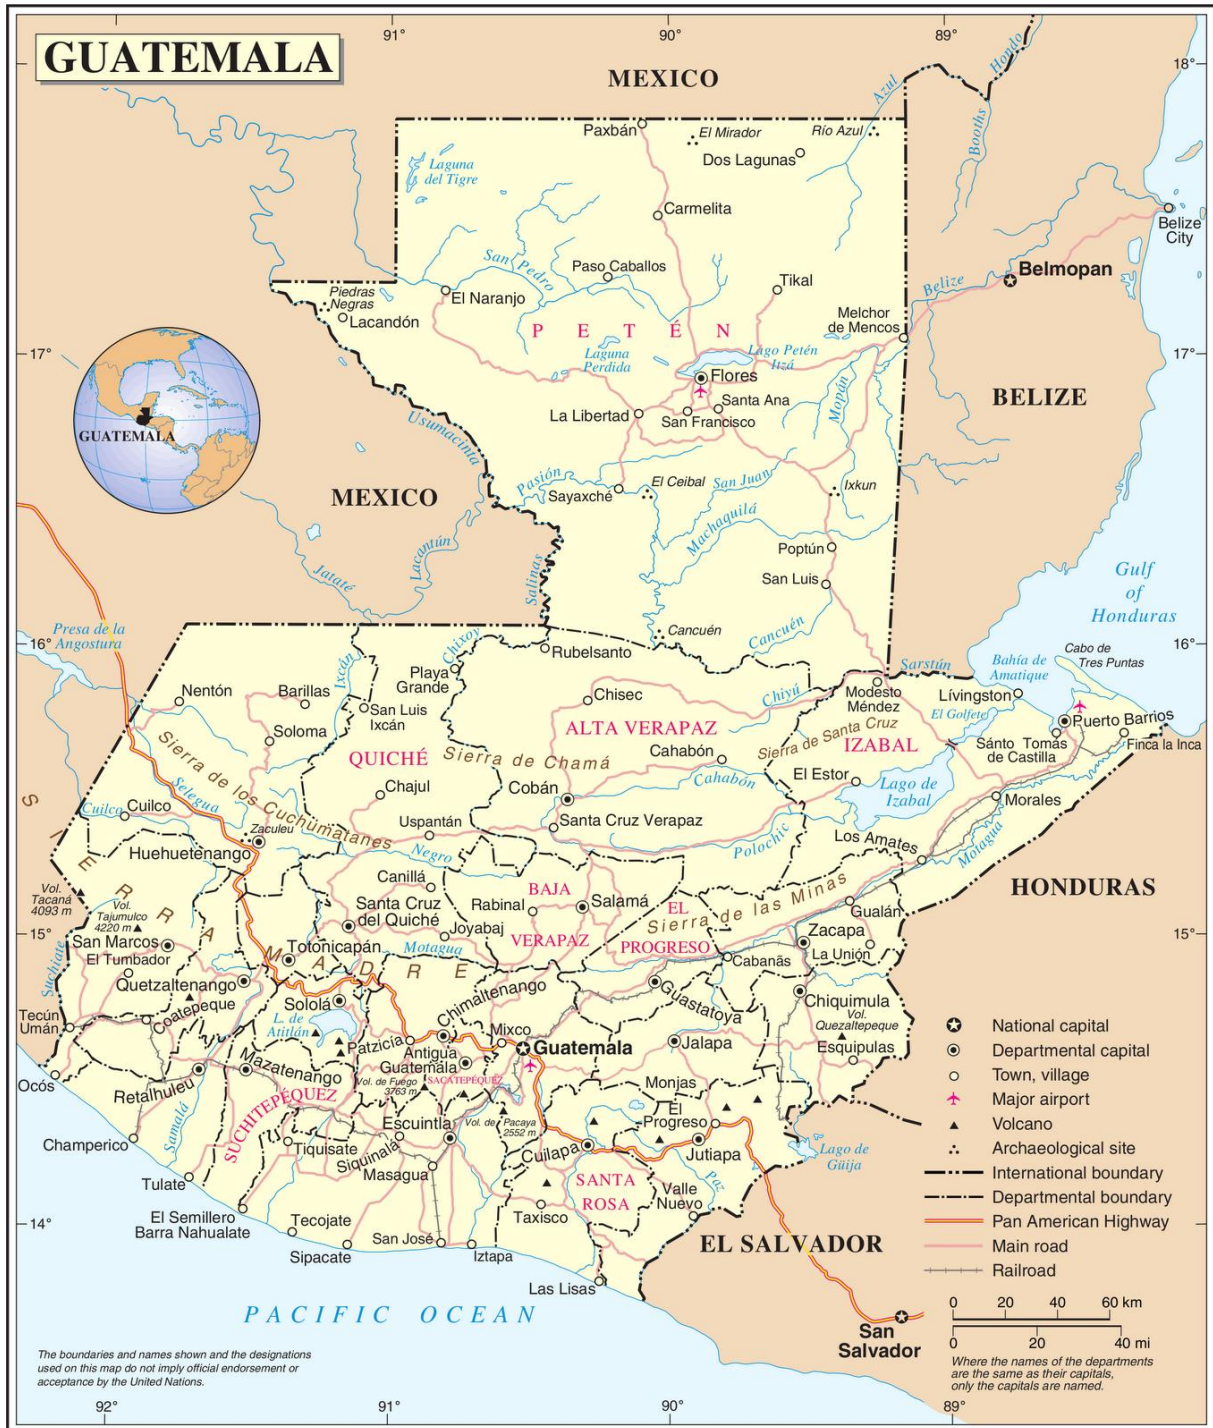 GUATEMALA
91°
90°
89°
18°
MEXICO
Hondo
Azul
Booths
Paxbán
El Mirador
Río Azul
Dos Lagunas
Laguna
del Tigre
Carmelita
Belize
City
San Pedro
Paso Caballos
Tikal
Belmopan
Belize
El Naranjo
Piedras
Negras
Lacandón
Melchor
de Mencos
PETÉN
17°
17°
Laguna
Perdida
Lago Petén
Itzá
Flores
BELIZE
Santa Ana
La Libertad
San Francisco
Mopán
GUATEMALA
Usumacinta
MEXICO
Pasión
Sayaxché
El Ceibal
San Juan
Ixkun
Machaquilá
Lacantún
Jataté
Salinas
Poptún
San Luis
Gulf
of
Honduras
Presa de la
Angostura
16°
16°
Cancuén
Cancuén
Ixcán
Chixoy
Rubelsanto
Sarstún
Bahía de
Amatique
Cabo de
Tres Puntas
Playa
Grande
Nentón
Barillas
San Luis
Ixcán
Chisec
Chiyú
Modesto
Méndez
Lívingston
El Golfete
Puerto Barrios
Soloma
ALTA VERAPAZ
Sierra de Santa Cruz
IZABAL
Sánto Tomás
de Castilla
Finca la Inca
QUICHÉ
Sierra de Chamá
Cahabón
Cahabón
El Estor
Lago de
Izabal
Sierra de los Cuchumatanes
Selegua
Chajul
Cobán
Morales
Cuilco
Cuilco
Zaculeu
Uspantán
Santa Cruz Verapaz
Polochic
Los Amates
Motagua
Huehuetenango
Negro
SIERRA MADRE
Vol.
Tacaná
4093 m
Vol.
Tajumulco
4220 m
Canillá
BAJA
VERAPAZ
Rabinal
Salamá
EL
PROGRESO
Sierra de las Minas
HONDURAS
Santa Cruz
del Quiché
Joyabaj
Gualán
Zacapa
La Unión
15°
15°
San Marcos
El Tumbador
Totonicapán
Motagua
Cabanãs
Suchiate
Quetzaltenango
Chimaltenango
Guastatoya
Chiquimula
Vol.
Quezaltepeque
Tecún
Umán
Coatepeque
Sololá
L. de
Atitlán
Patzicía
Mixco
Guatemala
Jalapa
Esquipulas
Antigua
Guatemala
Ocós
Retalhuleu
Mazatenango
Vol. de Fuego
3763 m
SACATEPÉQUEZ
Monjas
SUCHITEPÉQUEZ
Escuintla
Vol. de Pacaya
2552 m
El
Progreso
Champerico
Samalá
Tiquisate
Siquinalá
Cuilapa
Jutiapa
Lago de
Güija
Masagua
Tulate
SANTA
ROSA
Valle
Nuevo
Paz
El Semillero
Barra Nahualate
Taxisco
14°
Tecojate
San José
Sipacate
Iztapa
EL SALVADOR
Las Lisas
PACIFIC OCEAN
San
Salvador
National capital
Departmental capital
Town, village
Major airport
Volcano
Archaeological site
International boundary
Departmental boundary
Pan American Highway
Main road
Railroad
0 20 40 60 km
0 20 40 mi
Where the names of the departments
are the same as their capitals,
only the capitals are named.
The boundaries and names shown and the designations
used on this map do not imply official endorsement or
acceptance by the United Nations.
92°
91°
90°
89°